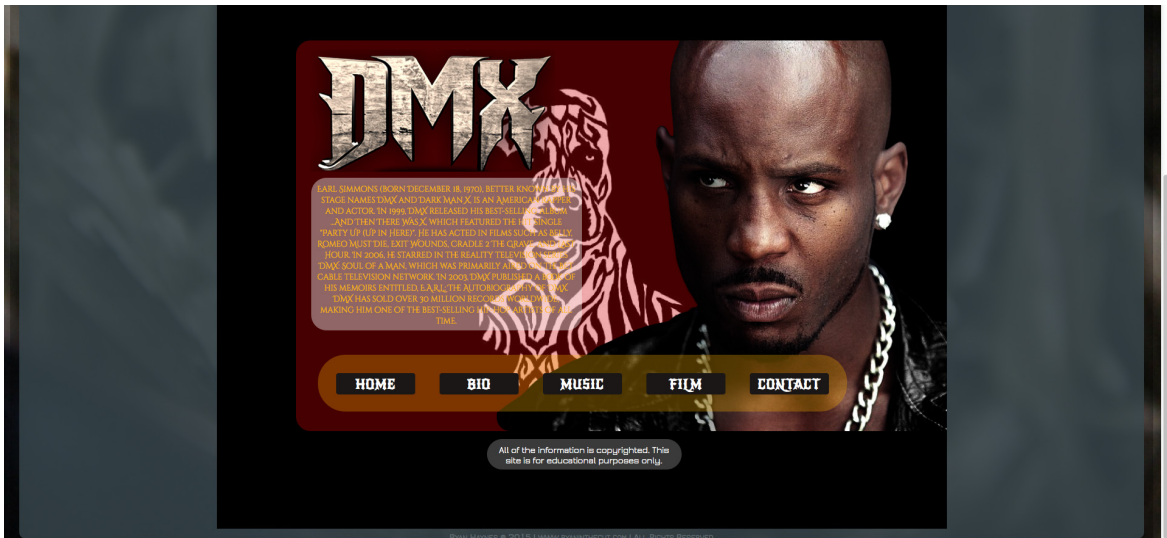 DMX
Earl Simmons (born December 18, 1970), better known by his
stage names DMX and Dark Man X, is an American rapper
and actor. In 1999, DMX released his best-selling album
...And Then There Was X, which featured the hit single
"Party Up (Up in Here)". He has acted in films such as Belly,
Romeo Must Die, Exit Wounds, Cradle 2 the Grave, and Last
Hour. In 2006, he starred in the reality television series
DMX: Soul of a Man, which was primarily aired on the BET
cable television network. In 2003, DMX published a book of
his memoirs entitled, E.A.R.L.: The Autobiography of DMX.
DMX has sold over 30 million records worldwide,
making him one of the best-selling hip-hop artists of all
time.
HOME BIO MUSIC FILM CONTACT
All of the information is copyrighted. This
site is for educational purposes only.
© 2015 | All Rights Reserved